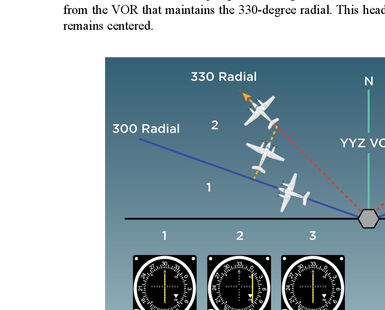 from the VOR that maintains the 330-degree radial. This head
remains centered.
330 Radial
N
300 Radial
2
YYZ VO
1
1 2 3